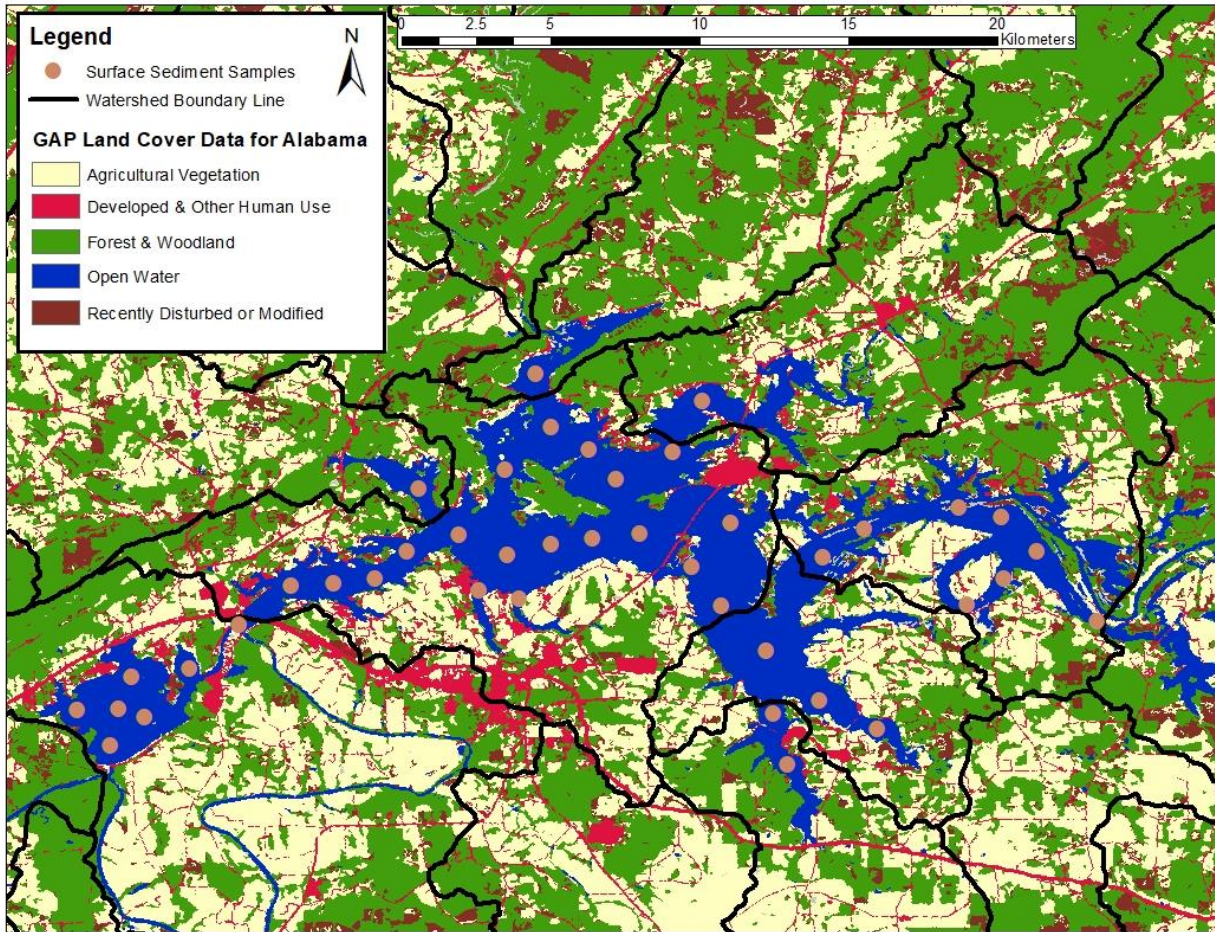 Legend
N
Surface Sediment Samples
Watershed Boundary Line
GAP Land Cover Data for Alabama
Agricultural Vegetation
Developed & Other Human Use
Forest & Woodland
Open Water
Recently Disturbed or Modified
0 2.5 5 10 15 20
Kilometers